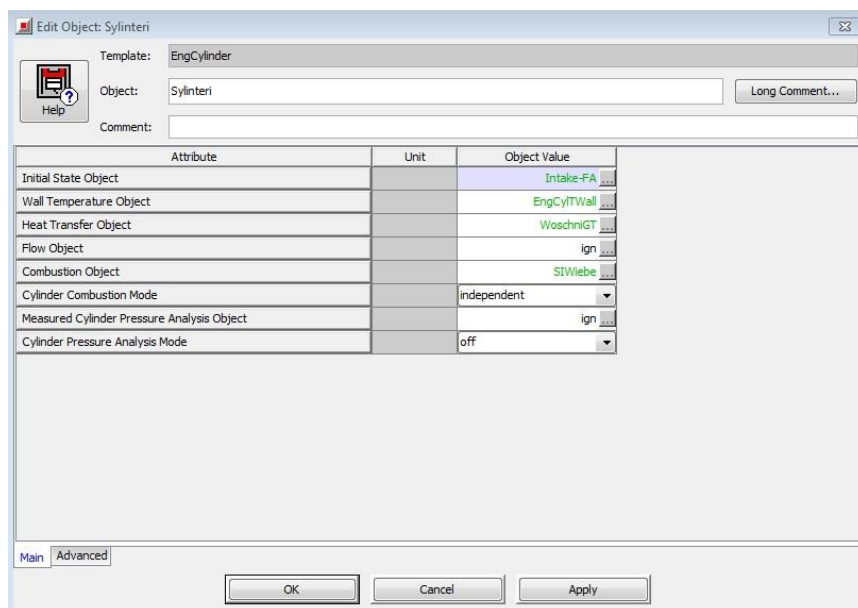 Edit Object: Sylinteri
Template: EngCylinder
Help
Object: Sylinteri Long Comment...
Comment:
Attribute Unit Object Value
Initial State Object Intake-FA ...
Wall Temperature Object EngCylTWall ...
Heat Transfer Object WoschniGT ...
Flow Object ign ...
Combustion Object SIWiebe ...
Cylinder Combustion Mode independent
Measured Cylinder Pressure Analysis Object ign ...
Cylinder Pressure Analysis Mode off
Main Advanced
OK Cancel Apply